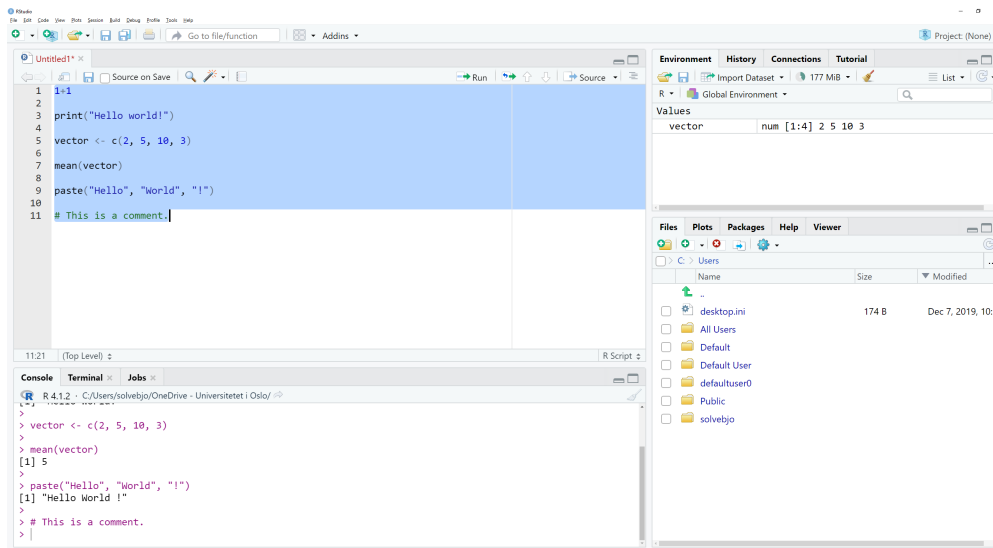 RStudio
File Edit Code View Plots Session Build Debug Profile Tools Help
Go to file/function Addins
Project: (None)
Untitled1*
Source on Save Run Source
1 1+1
2
3 print("Hello world!")
4
5 vector <- c(2, 5, 10, 3)
6
7 mean(vector)
8
9 paste("Hello", "World", "!")
10
11 # This is a comment.
11:21 (Top Level) R Script
Console Terminal Jobs
R 4.1.2 · C:/Users/solvebjo/OneDrive - Universitetet i Oslo/
>
> vector <- c(2, 5, 10, 3)
>
> mean(vector)
[1] 5
>
> paste("Hello", "World", "!")
[1] "Hello World !"
>
> # This is a comment.
>
Environment History Connections Tutorial
Import Dataset 177 MiB List
R Global Environment
Values
vector num [1:4] 2 5 10 3
Files Plots Packages Help Viewer
C: > Users
Name Size Modified
..
desktop.ini 174 B Dec 7, 2019, 10:
All Users
Default
Default User
defaultuser0
Public
solvebjo